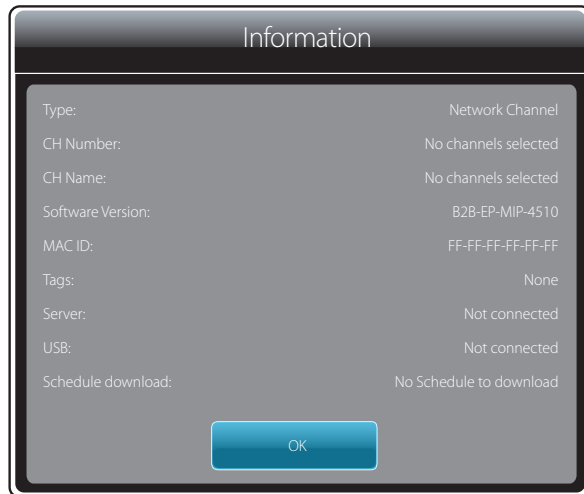 Information
Type: Network Channel
CH Number: No channels selected
CH Name: No channels selected
Software Version: B2B-EP-MIP-4510
MAC ID: FF-FF-FF-FF-FF-FF
Tags: None
Server: Not connected
USB: Not connected
Schedule download: No Schedule to download
OK